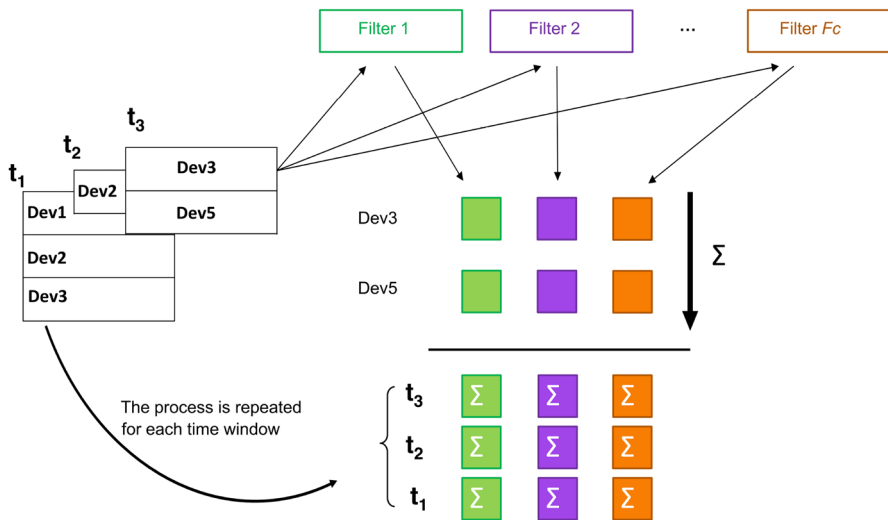 Filter 1
Filter 2
...
Filter Fc
t3
t2
t1
Dev3
Dev2
Dev5
Dev1
Dev2
Dev3
Dev3
Dev5
Σ
The process is repeated
for each time window
t3 Σ Σ Σ
t2 Σ Σ Σ
t1 Σ Σ Σ